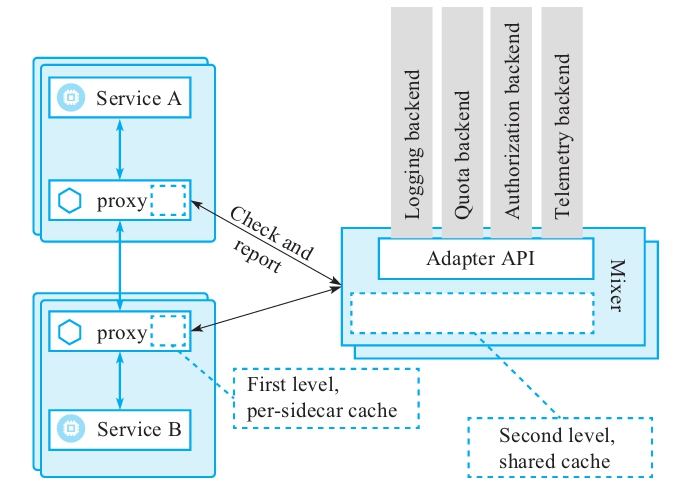 Service A
proxy
Check and
report
proxy
Service B
First level,
per-sidecar cache
Logging backend
Quota backend
Authorization backend
Telemetry backend
Adapter API
Mixer
Second level,
shared cache